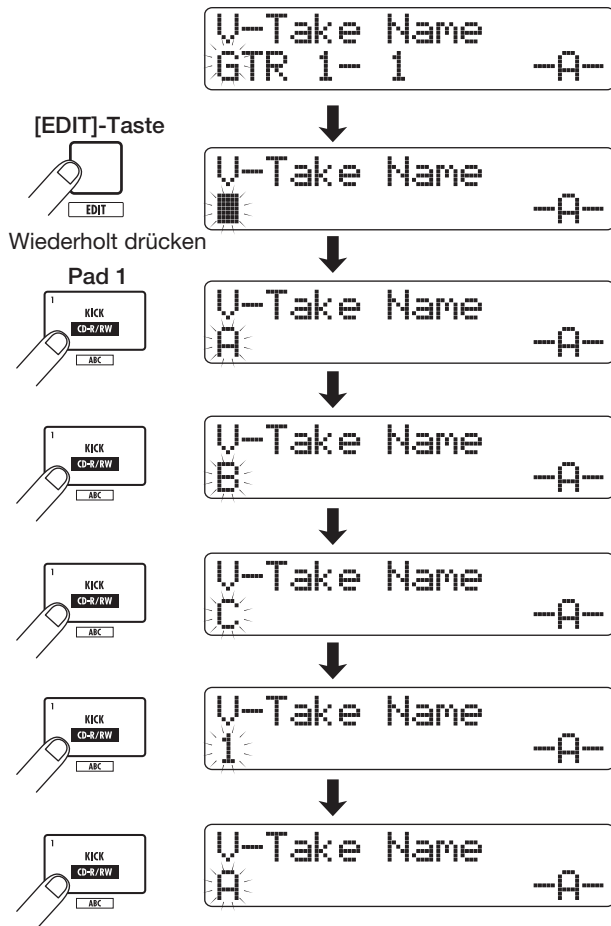 V-Take Name
GTR 1- 1 -A-
[EDIT]-Taste
EDIT
V-Take Name
-A-
Wiederholt drücken
Pad 1
1
KICK
CD-R/RW
ABC
V-Take Name
A -A-
1
KICK
CD-R/RW
ABC
V-Take Name
B -A-
1
KICK
CD-R/RW
ABC
V-Take Name
C -A-
1
KICK
CD-R/RW
ABC
V-Take Name
1 -A-
1
KICK
CD-R/RW
ABC
V-Take Name
A -A-